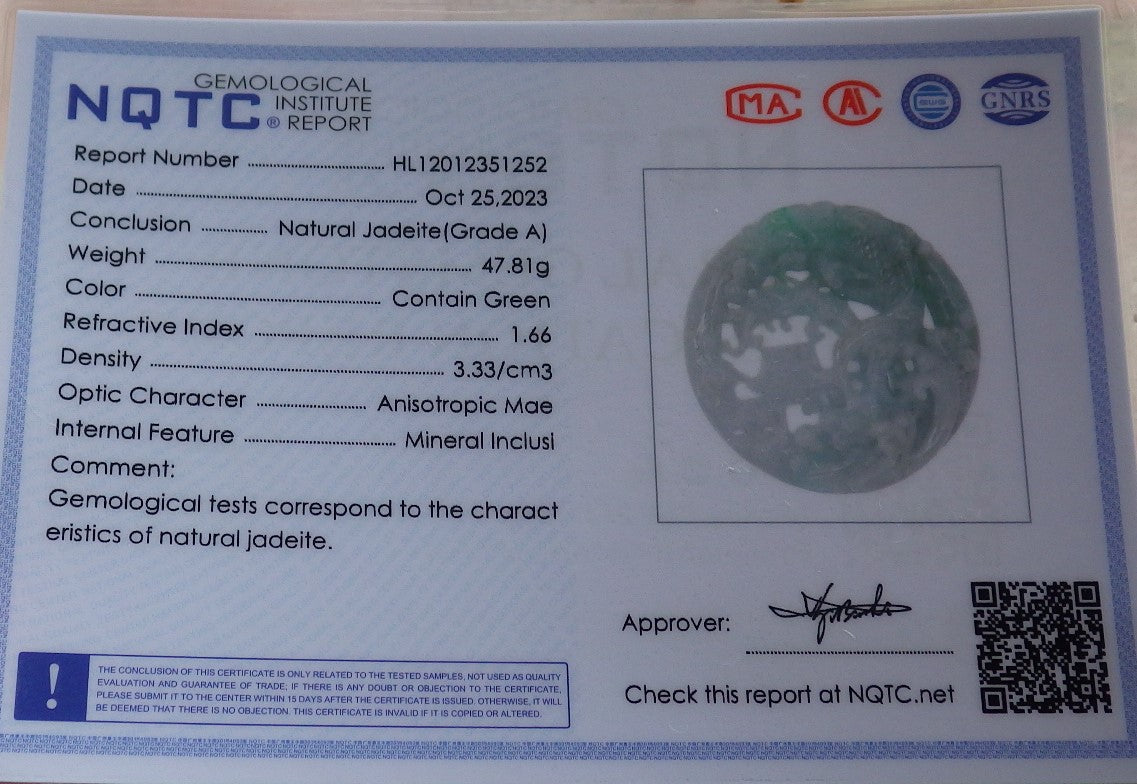 GEMOLOGICAL
NQTC® INSTITUTE
REPORT
MA
GNRS
Report Number ........................ HL12012351252
Date ........................ Oct 25,2023
Conclusion ........................ Natural Jadeite(Grade A)
Weight ........................ 47.81g
Color ........................ Contain Green
Refractive Index ........................ 1.66
Density ........................ 3.33/cm3
Optic Character ........................ Anisotropic Mae
Internal Feature ........................ Mineral Inclusi
Comment:
Gemological tests correspond to the charact
eristics of natural jadeite.
Approver:
Check this report at NQTC.net
!
THE CONCLUSION OF THIS CERTIFICATE IS ONLY RELATED TO THE TESTED SAMPLES, NOT USED AS QUALITY
EVALUATION AND GUARANTEE OF TRADE; IF THERE IS ANY DOUBT OR OBJECTION TO THE CERTIFICATE,
PLEASE SUBMIT IT TO THE CENTER WITHIN 15 DAYS AFTER THE CERTIFICATE IS ISSUED. OTHERWISE, IT WILL
BE DEEMED THAT THERE IS NO OBJECTION. THIS CERTIFICATE IS INVALID IF IT IS COPIED OR ALTERED.